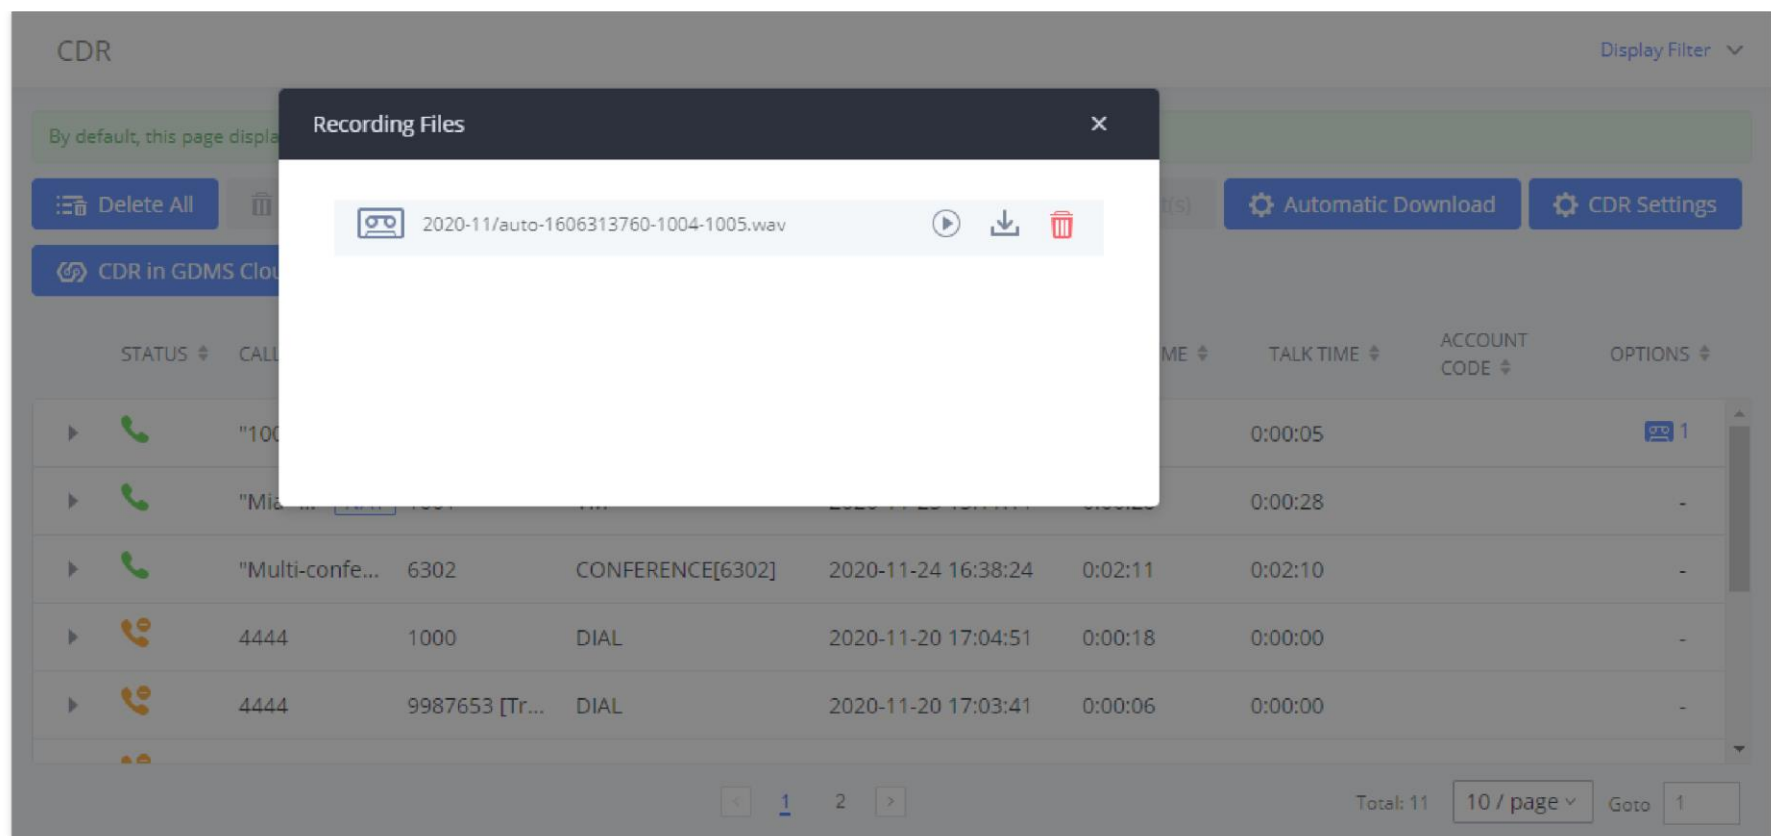 CDR
Display Filter
Recording Files
By default, this page displa
Delete All
2020-11/auto-1606313760-1004-1005.wav
t(s)
Automatic Download
CDR Settings
CDR in GDMS Clou
STATUS CALL ME TALK TIME ACCOUNT CODE OPTIONS
"100 0:00:05 1
"Mia 0:00:28 -
"Multi-confe... 6302 CONFERENCE[6302] 2020-11-24 16:38:24 0:02:11 0:02:10 -
4444 1000 DIAL 2020-11-20 17:04:51 0:00:18 0:00:00 -
4444 9987653 [Tr... DIAL 2020-11-20 17:03:41 0:00:06 0:00:00 -
< 1 2 > Total: 11 10 / page Goto 1